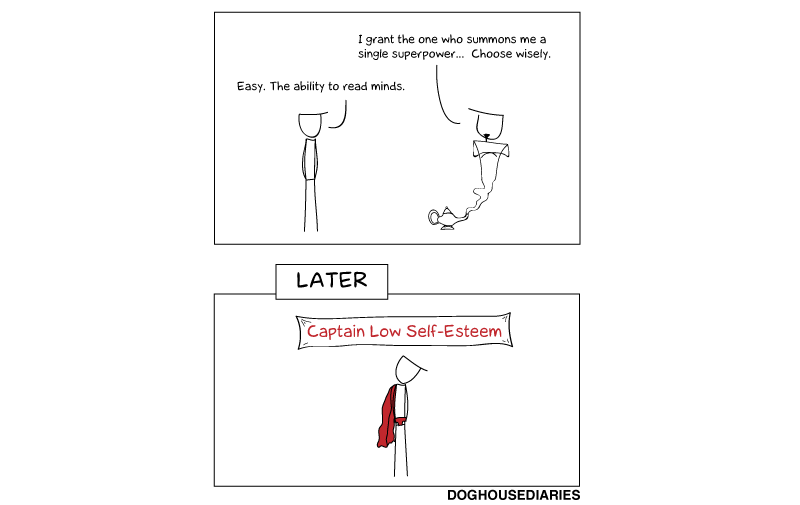 I grant the one who summons me a
single superpower... Choose wisely.
Easy. The ability to read minds.
LATER
Captain Low Self-Esteem
DOGHOUSEDIARIES